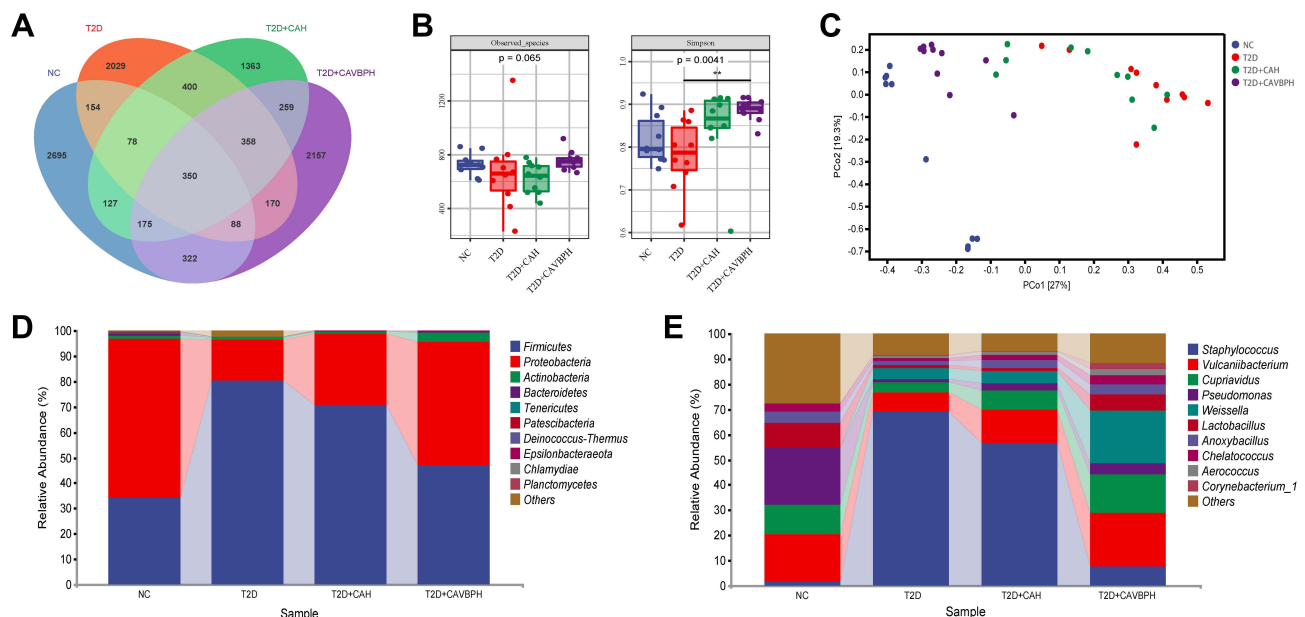 A
T2D
T2D+CAH
NC
T2D+CAVBPH
2029
1363
400
154
259
78
358
2695
2157
350
127
170
175
88
322
B
Observed_species
p = 0.065
1200
800
400
NC
T2D
T2D+CAH
T2D+CAVBPH
Simpson
p = 0.0041
**
1.0
0.9
0.8
0.7
0.6
NC
T2D
T2D+CAH
T2D+CAVBPH
C
PCo2 [19.3%]
0.2
0.1
0.0
-0.1
-0.2
-0.3
-0.4
-0.5
-0.6
-0.7
-0.4
-0.3
-0.2
-0.1
0.0
0.1
0.2
0.3
0.4
0.5
PCo1 [27%]
NC
T2D
T2D+CAH
T2D+CAVBPH
D
Relative Abundance (%)
100
90
80
70
60
50
40
30
20
10
0
NC
T2D
T2D+CAH
T2D+CAVBPH
Sample
Firmicutes
Proteobacteria
Actinobacteria
Bacteroidetes
Tenericutes
Patescibacteria
Deinococcus-Thermus
Epsilonbacteraeota
Chlamydiae
Planctomycetes
Others
E
Relative Abundance (%)
100
90
80
70
60
50
40
30
20
10
0
NC
T2D
T2D+CAH
T2D+CAVBPH
Sample
Staphylococcus
Vulcaniibacterium
Cupriavidus
Pseudomonas
Weissella
Lactobacillus
Anoxybacillus
Chelatococcus
Aerococcus
Corynebacterium_1
Others